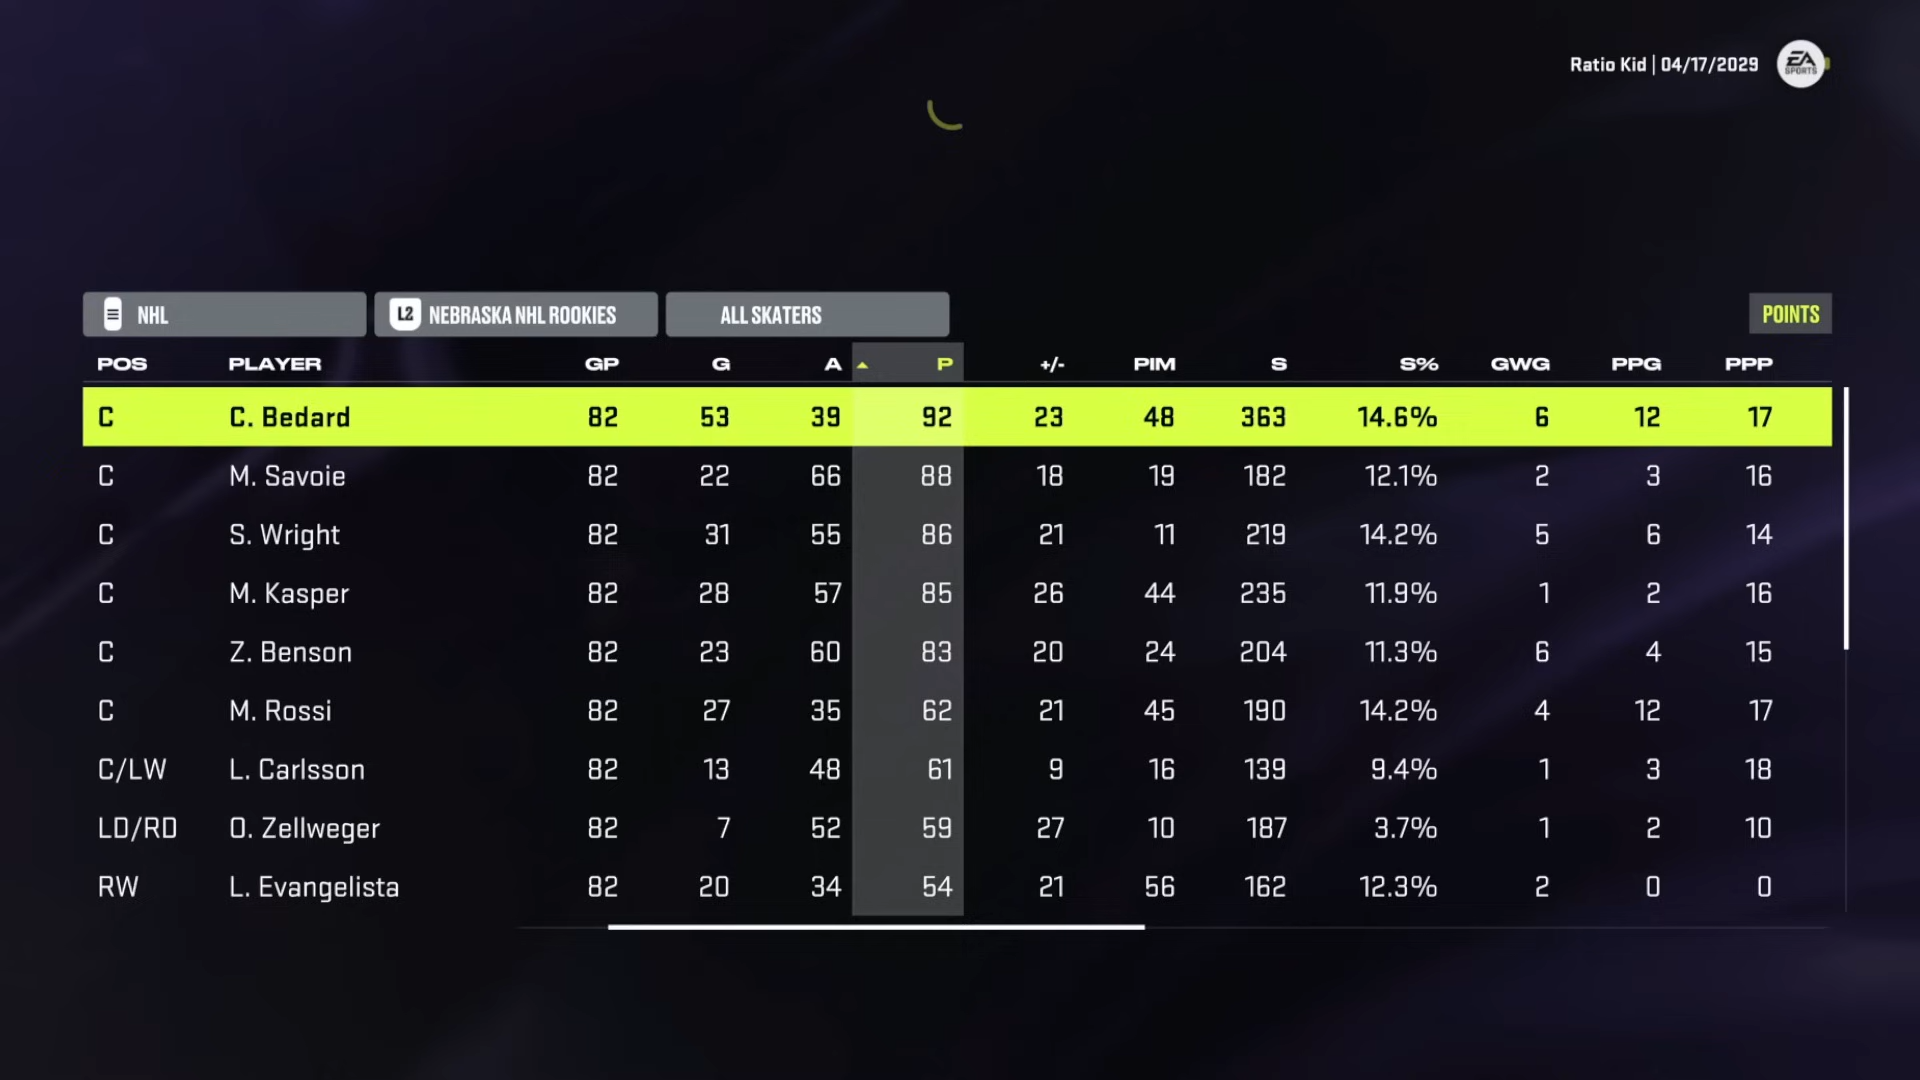 Ratio Kid | 04/17/2029 EA SPORTS
NHL L2 NEBRASKA NHL ROOKIES ALL SKATERS POINTS
POS PLAYER GP G A P +/- PIM S S% GWG PPG PPP
C C. Bedard 82 53 39 92 23 48 363 14.6% 6 12 17
C M. Savoie 82 22 66 88 18 19 182 12.1% 2 3 16
C S. Wright 82 31 55 86 21 11 219 14.2% 5 6 14
C M. Kasper 82 28 57 85 26 44 235 11.9% 1 2 16
C Z. Benson 82 23 60 83 20 24 204 11.3% 6 4 15
C M. Rossi 82 27 35 62 21 45 190 14.2% 4 12 17
C/LW L. Carlsson 82 13 48 61 9 16 139 9.4% 1 3 18
LD/RD O. Zellweger 82 7 52 59 27 10 187 3.7% 1 2 10
RW L. Evangelista 82 20 34 54 21 56 162 12.3% 2 0 0